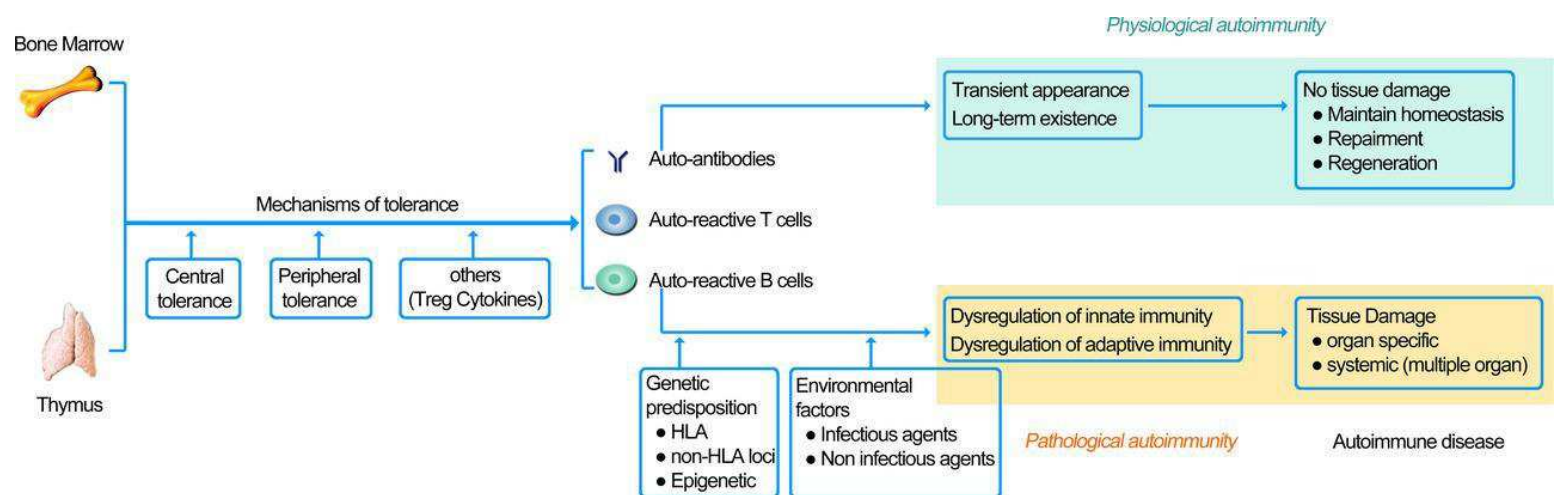 Physiological autoimmunity
Bone Marrow
Transient appearance
Long-term existence
No tissue damage
● Maintain homeostasis
● Repairment
● Regeneration
Auto-antibodies
Mechanisms of tolerance
Auto-reactive T cells
Central
tolerance
Peripheral
tolerance
others
(Treg Cytokines)
Auto-reactive B cells
Dysregulation of innate immunity
Dysregulation of adaptive immunity
Tissue Damage
● organ specific
● systemic (multiple organ)
Thymus
Genetic
predisposition
● HLA
● non-HLA loci
● Epigenetic
Environmental
factors
● Infectious agents
● Non infectious agents
Pathological autoimmunity
Autoimmune disease